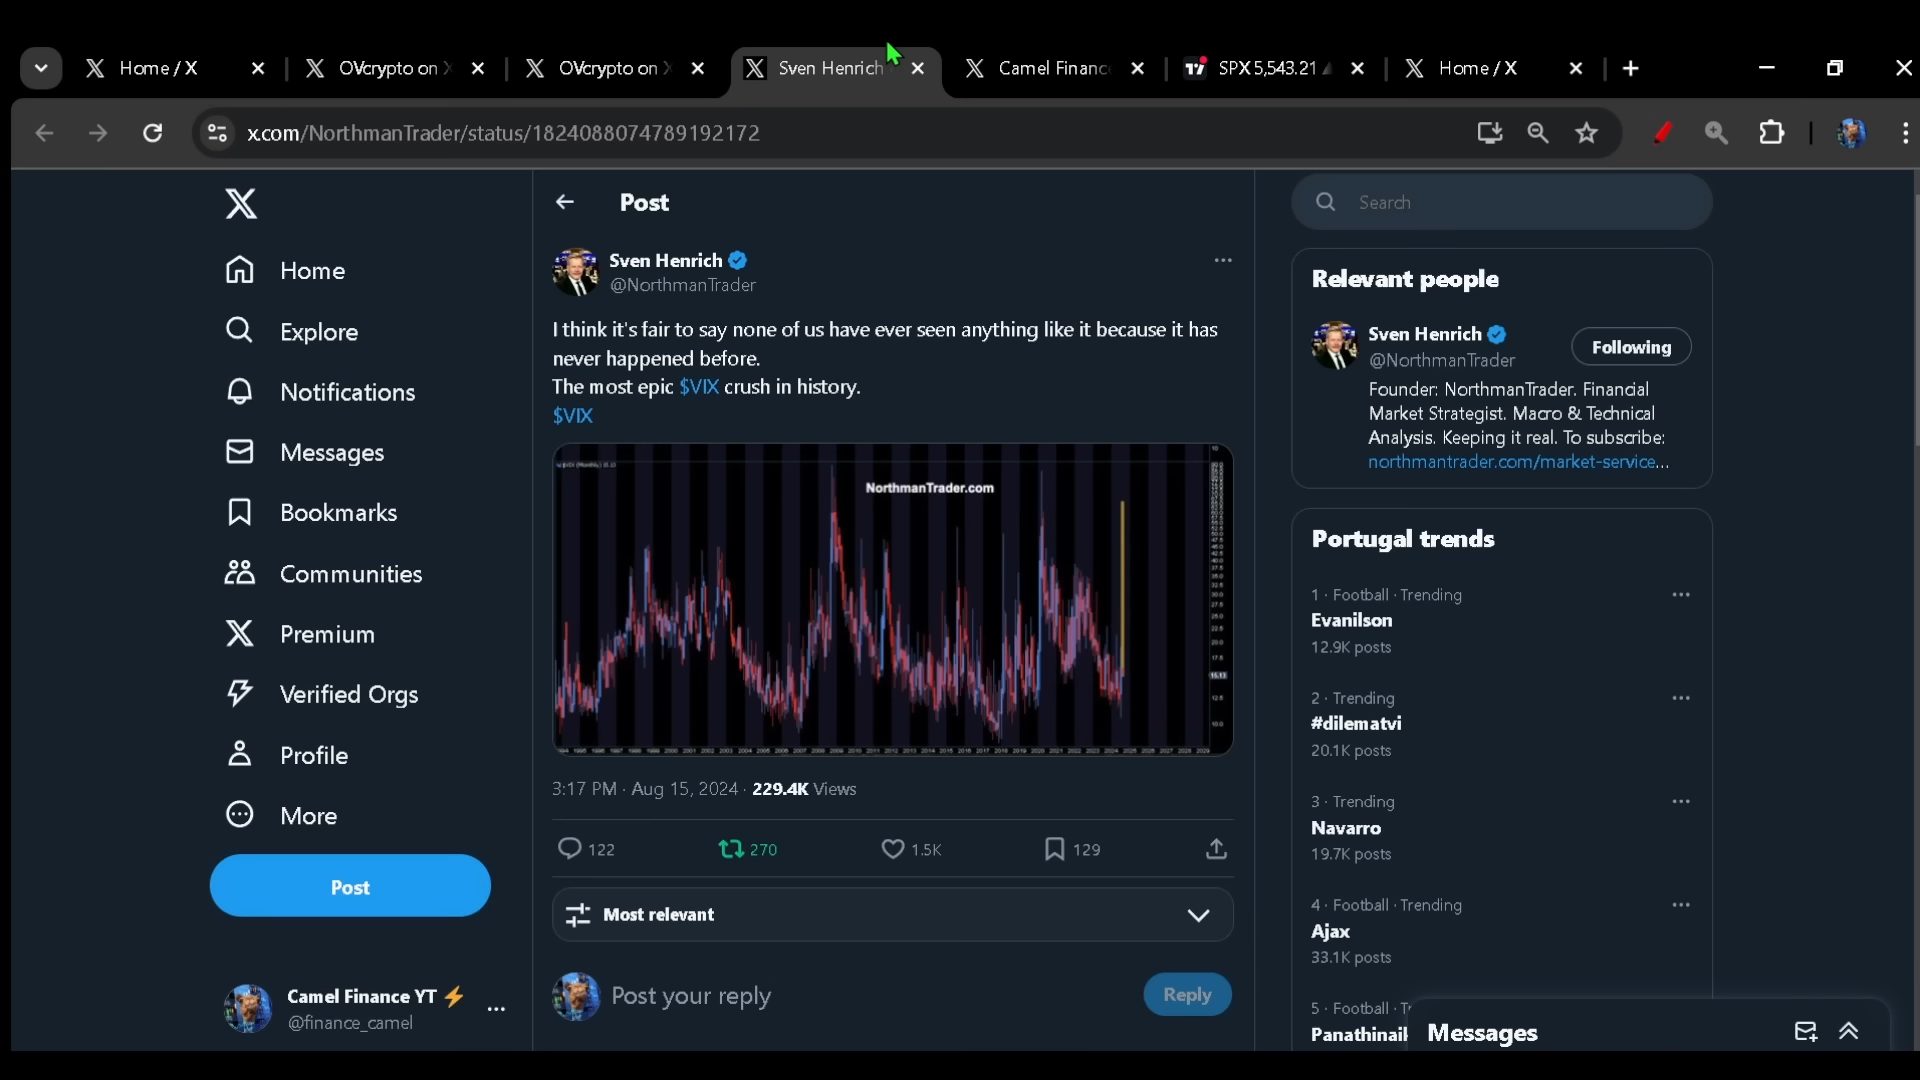 Home / X
OVcrypto on X
OVcrypto on X
Sven Henrich
Camel Financ
SPX 5,543.21
Home / X
x.com/NorthmanTrader/status/1824088074789192172
Home
Explore
Notifications
Messages
Bookmarks
Communities
Premium
Verified Orgs
Profile
More
Post
Camel Finance YT ⚡
@finance_camel
Post
Sven Henrich
@NorthmanTrader
I think it's fair to say none of us have ever seen anything like it because it has
never happened before.
The most epic $VIX crush in history.
$VIX
NorthmanTrader.com
3:17 PM · Aug 15, 2024 · 229.4K Views
122
270
1.5K
129
Most relevant
Post your reply
Reply
Search
Relevant people
Sven Henrich
@NorthmanTrader
Following
Founder: NorthmanTrader. Financial
Market Strategist. Macro & Technical
Analysis. Keeping it real. To subscribe:
northmantrader.com/market-service...
Portugal trends
1 · Football · Trending
Evanilson
12.9K posts
2 · Trending
#dilematvi
20.1K posts
3 · Trending
Navarro
19.7K posts
4 · Football · Trending
Ajax
33.1K posts
5 · Football · Tr
Panathinaik
Messages